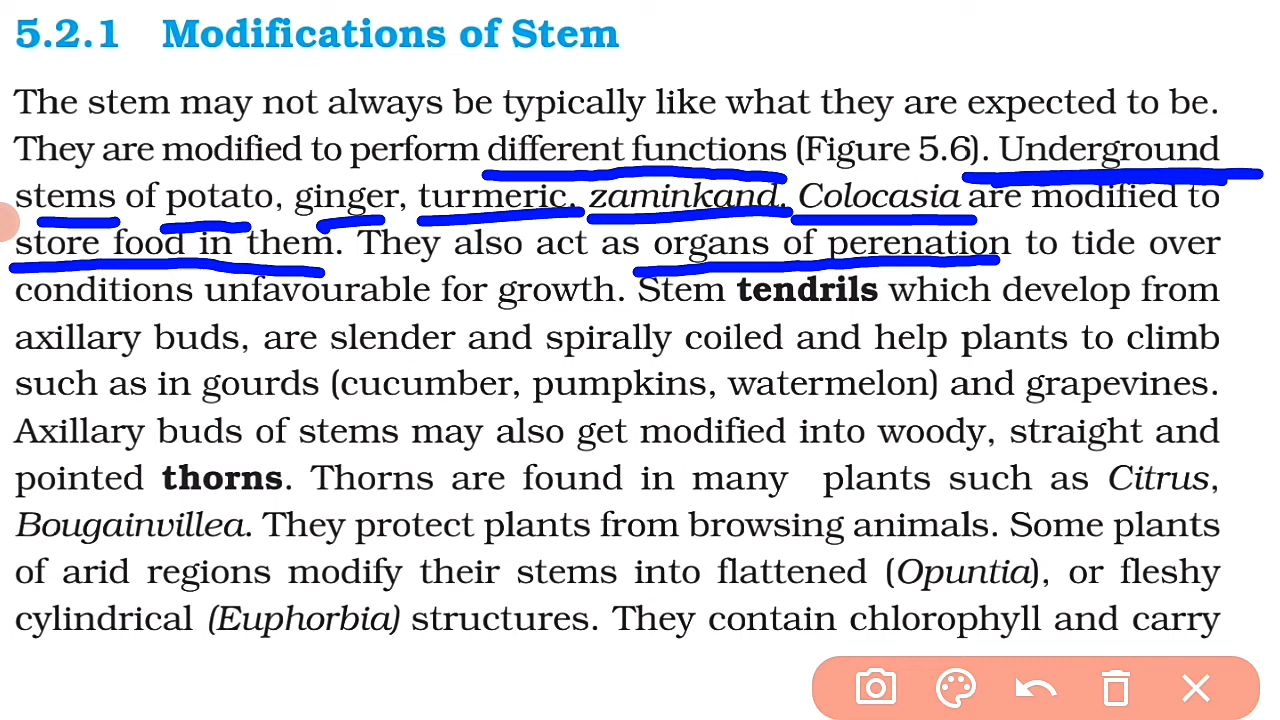 5.2.1 Modifications of Stem
The stem may not always be typically like what they are expected to be.
They are modified to perform different functions (Figure 5.6). Underground
stems of potato, ginger, turmeric, zaminkand, Colocasia are modified to
store food in them. They also act as organs of perenation to tide over
conditions unfavourable for growth. Stem tendrils which develop from
axillary buds, are slender and spirally coiled and help plants to climb
such as in gourds (cucumber, pumpkins, watermelon) and grapevines.
Axillary buds of stems may also get modified into woody, straight and
pointed thorns. Thorns are found in many plants such as Citrus,
Bougainvillea. They protect plants from browsing animals. Some plants
of arid regions modify their stems into flattened (Opuntia), or fleshy
cylindrical (Euphorbia) structures. They contain chlorophyll and carry